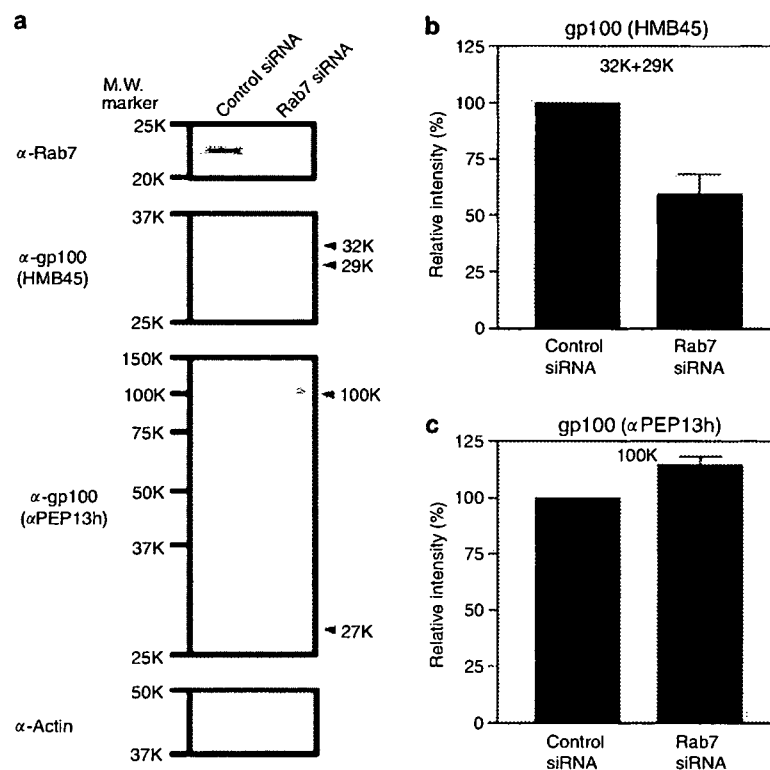 a
M.W.
marker
Control siRNA
Rab7 siRNA
α-Rab7
25K
20K
α-gp100
(HMB45)
37K
25K
32K
29K
α-gp100
(αPEP13h)
150K
100K
75K
50K
37K
25K
100K
27K
α-Actin
50K
37K
b
gp100 (HMB45)
32K+29K
Relative intensity (%)
125
100
75
50
25
0
Control
siRNA
Rab7
siRNA
c
gp100 (αPEP13h)
100K
Relative intensity (%)
125
100
75
50
25
0
Control
siRNA
Rab7
siRNA